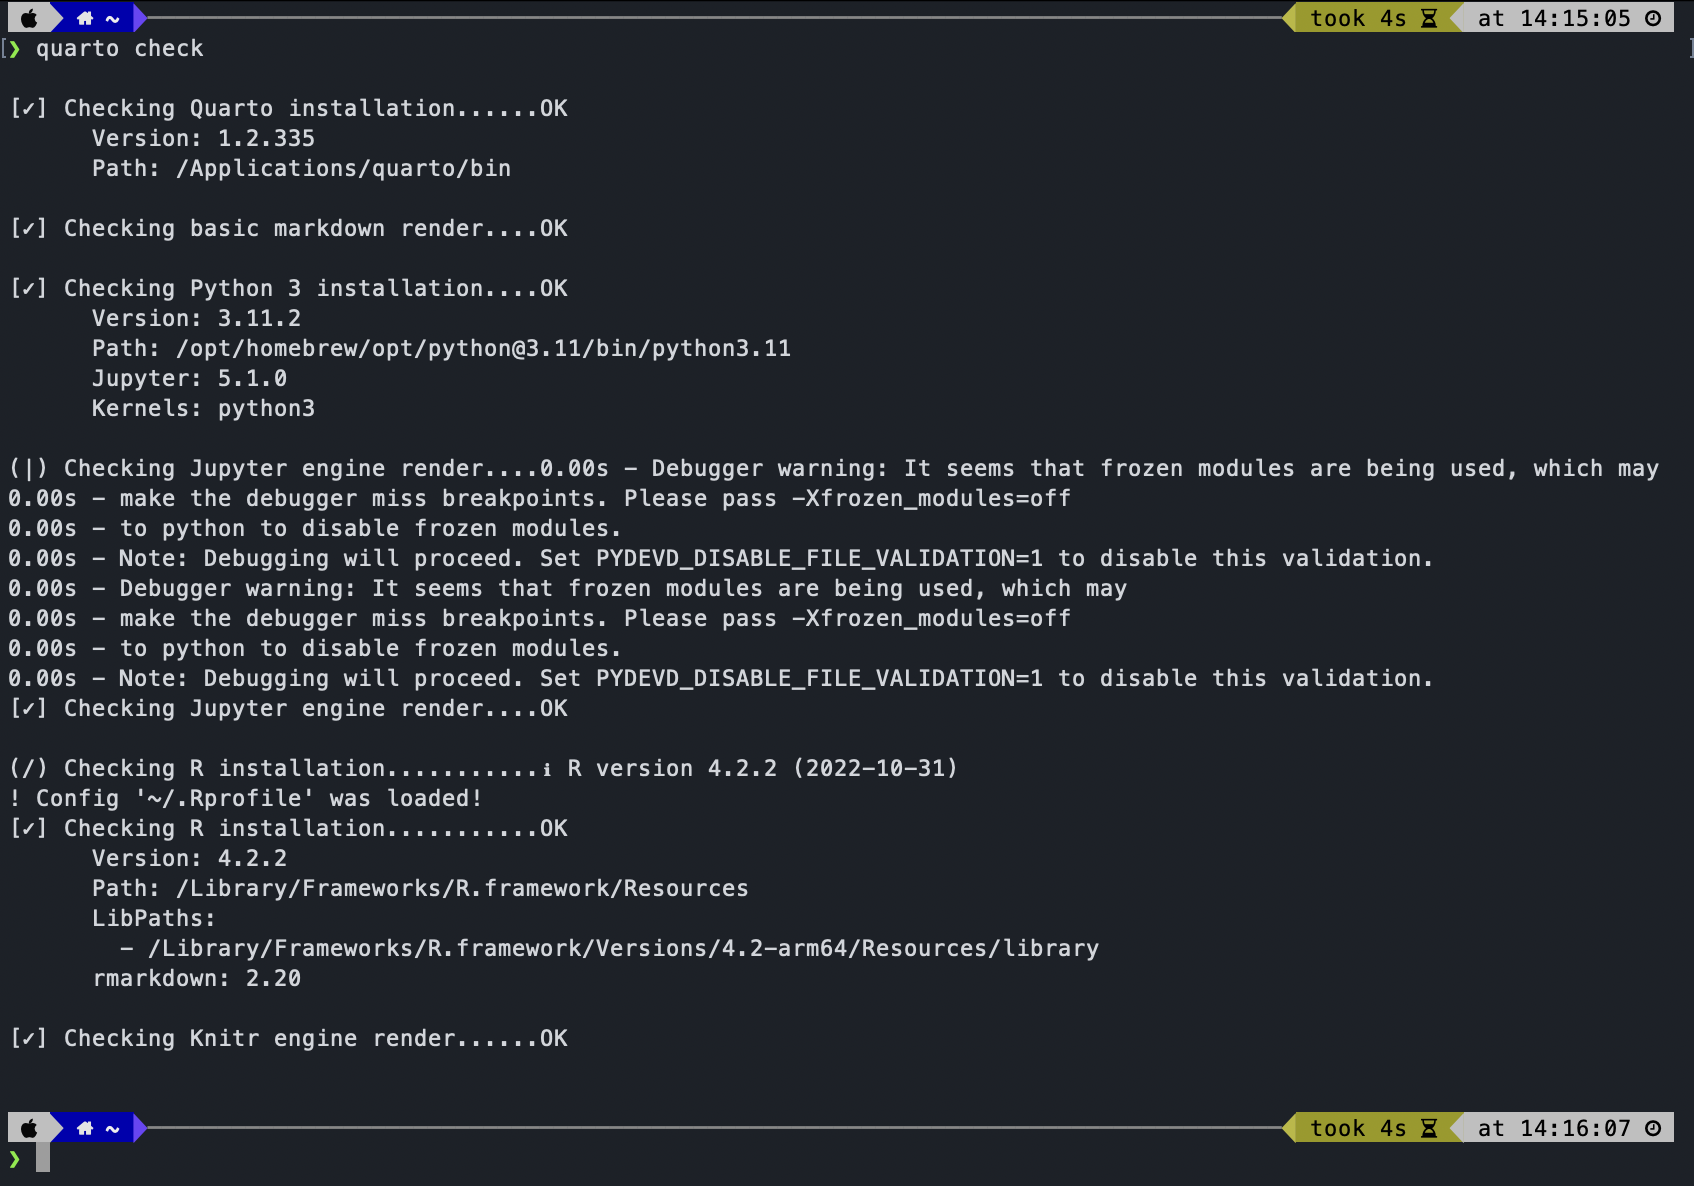 ~ took 4s at 14:15:05
[❯ quarto check ]
[✓] Checking Quarto installation......OK
Version: 1.2.335
Path: /Applications/quarto/bin
[✓] Checking basic markdown render....OK
[✓] Checking Python 3 installation....OK
Version: 3.11.2
Path: /opt/homebrew/opt/python@3.11/bin/python3.11
Jupyter: 5.1.0
Kernels: python3
(|) Checking Jupyter engine render....0.00s - Debugger warning: It seems that frozen modules are being used, which may
0.00s - make the debugger miss breakpoints. Please pass -Xfrozen_modules=off
0.00s - to python to disable frozen modules.
0.00s - Note: Debugging will proceed. Set PYDEVD_DISABLE_FILE_VALIDATION=1 to disable this validation.
0.00s - Debugger warning: It seems that frozen modules are being used, which may
0.00s - make the debugger miss breakpoints. Please pass -Xfrozen_modules=off
0.00s - to python to disable frozen modules.
0.00s - Note: Debugging will proceed. Set PYDEVD_DISABLE_FILE_VALIDATION=1 to disable this validation.
[✓] Checking Jupyter engine render....OK
(/) Checking R installation...........ℹ R version 4.2.2 (2022-10-31)
! Config '~/.Rprofile' was loaded!
[✓] Checking R installation...........OK
Version: 4.2.2
Path: /Library/Frameworks/R.framework/Resources
LibPaths:
- /Library/Frameworks/R.framework/Versions/4.2-arm64/Resources/library
rmarkdown: 2.20
[✓] Checking Knitr engine render......OK
~ took 4s at 14:16:07
❯